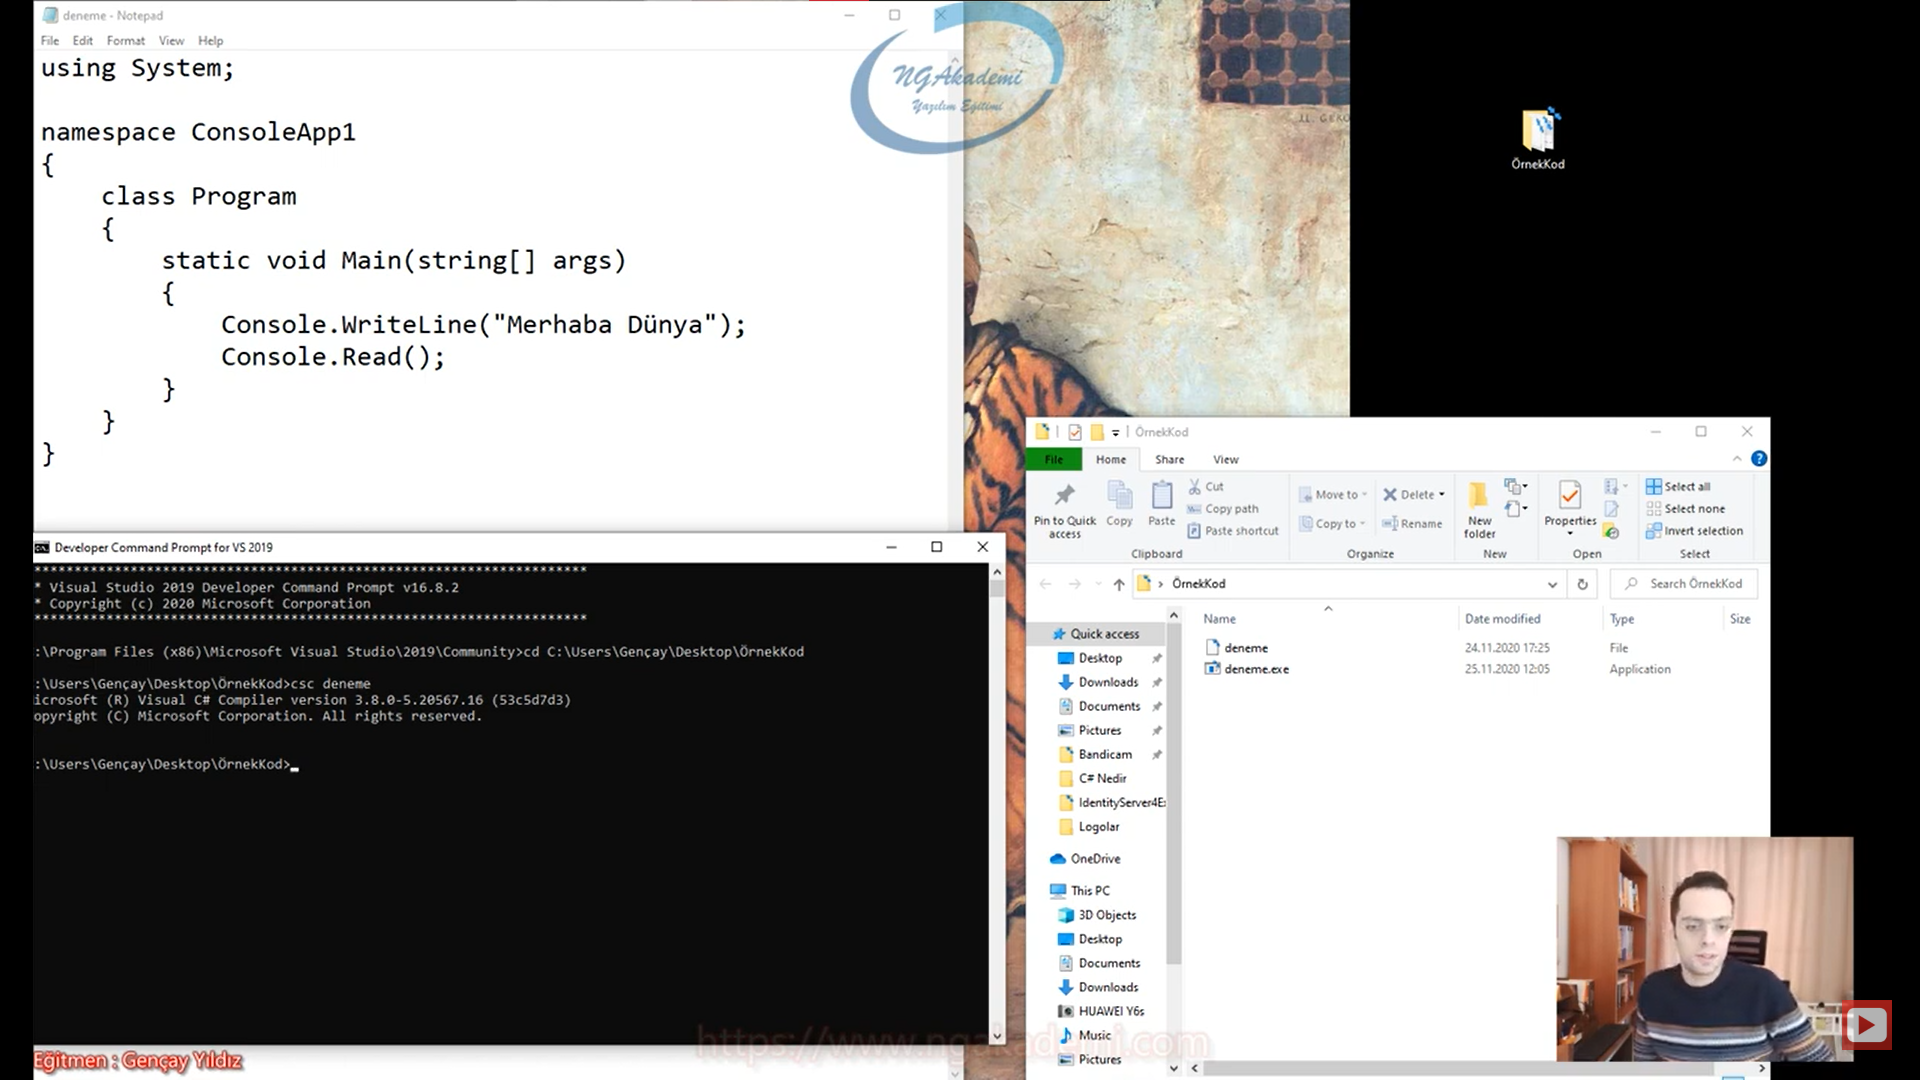 deneme - Notepad
File Edit Format View Help
using System;
namespace ConsoleApp1
{
class Program
{
static void Main(string[] args)
{
Console.WriteLine("Merhaba Dünya");
Console.Read();
}
}
}
NGÂkademi
Yazılım Eğitimi
ÖrnekKod
Developer Command Prompt for VS 2019
**********************************************************************
* Visual Studio 2019 Developer Command Prompt v16.8.2
* Copyright (c) 2020 Microsoft Corporation
**********************************************************************
:\Program Files (x86)\Microsoft Visual Studio\2019\Community>cd C:\Users\Gençay\Desktop\ÖrnekKod
:\Users\Gençay\Desktop\ÖrnekKod>csc deneme
icrosoft (R) Visual C# Compiler version 3.8.0-5.20567.16 (53c5d7d3)
opyright (C) Microsoft Corporation. All rights reserved.
:\Users\Gençay\Desktop\ÖrnekKod>
ÖrnekKod
File Home Share View
Pin to Quick access
Copy
Paste
Cut
Copy path
Paste shortcut
Clipboard
Move to
Copy to
Delete
Rename
Organize
New folder
New
Properties
Open
Select all
Select none
Invert selection
Select
ÖrnekKod
Search ÖrnekKod
Name Date modified Type Size
deneme 24.11.2020 17:25 File
deneme.exe 25.11.2020 12:05 Application
Quick access
Desktop
Downloads
Documents
Pictures
Bandicam
C# Nedir
IdentityServer4E
Logolar
OneDrive
This PC
3D Objects
Desktop
Documents
Downloads
HUAWEI Y6s
Music
Pictures
https://www.ngakademi.com
Eğitmen : Gençay Yıldız